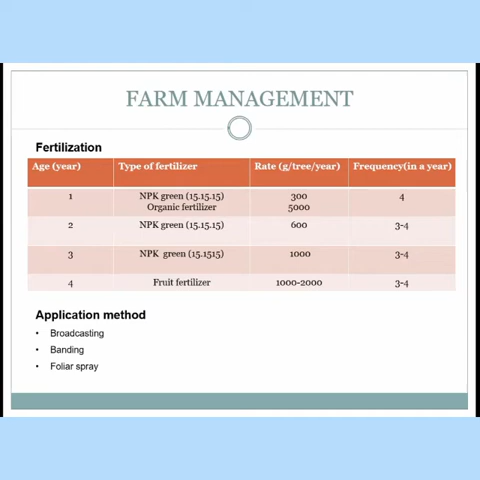 FARM MANAGEMENT
Fertilization
Age (year) Type of fertilizer Rate (g/tree/year) Frequency(in a year)
1 NPK green (15.15.15) 300 4
Organic fertilizer 5000
2 NPK green (15.15.15) 600 3-4
3 NPK green (15.1515) 1000 3-4
4 Fruit fertilizer 1000-2000 3-4
Application method
• Broadcasting
• Banding
• Foliar spray